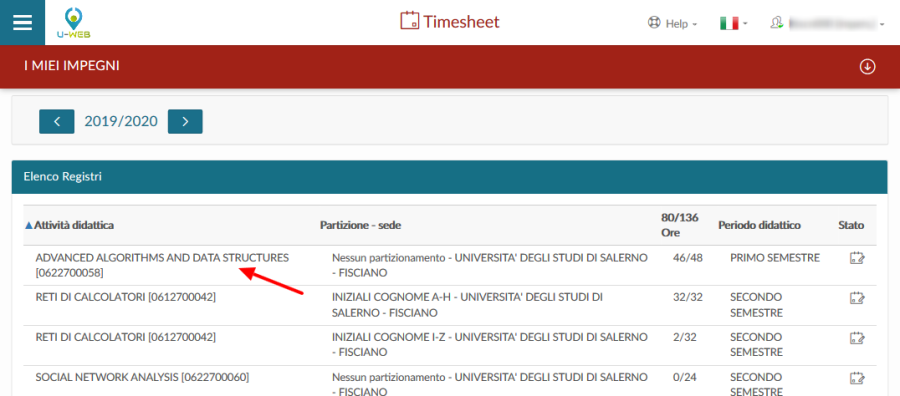 Timesheet
Help
U-WEB
I MIEI IMPEGNI
2019/2020
Elenco Registri
Attività didattica Partizione - sede 80/136 Ore Periodo didattico Stato
ADVANCED ALGORITHMS AND DATA STRUCTURES [0622700058] Nessun partizionamento - UNIVERSITA' DEGLI STUDI DI SALERNO - FISCIANO 46/48 PRIMO SEMESTRE
RETI DI CALCOLATORI [0612700042] INIZIALI COGNOME A-H - UNIVERSITA' DEGLI STUDI DI SALERNO - FISCIANO 32/32 SECONDO SEMESTRE
RETI DI CALCOLATORI [0612700042] INIZIALI COGNOME I-Z - UNIVERSITA' DEGLI STUDI DI SALERNO - FISCIANO 2/32 SECONDO SEMESTRE
SOCIAL NETWORK ANALYSIS [0622700060] Nessun partizionamento - UNIVERSITA' DEGLI STUDI DI SALERNO - FISCIANO 0/24 SECONDO SEMESTRE